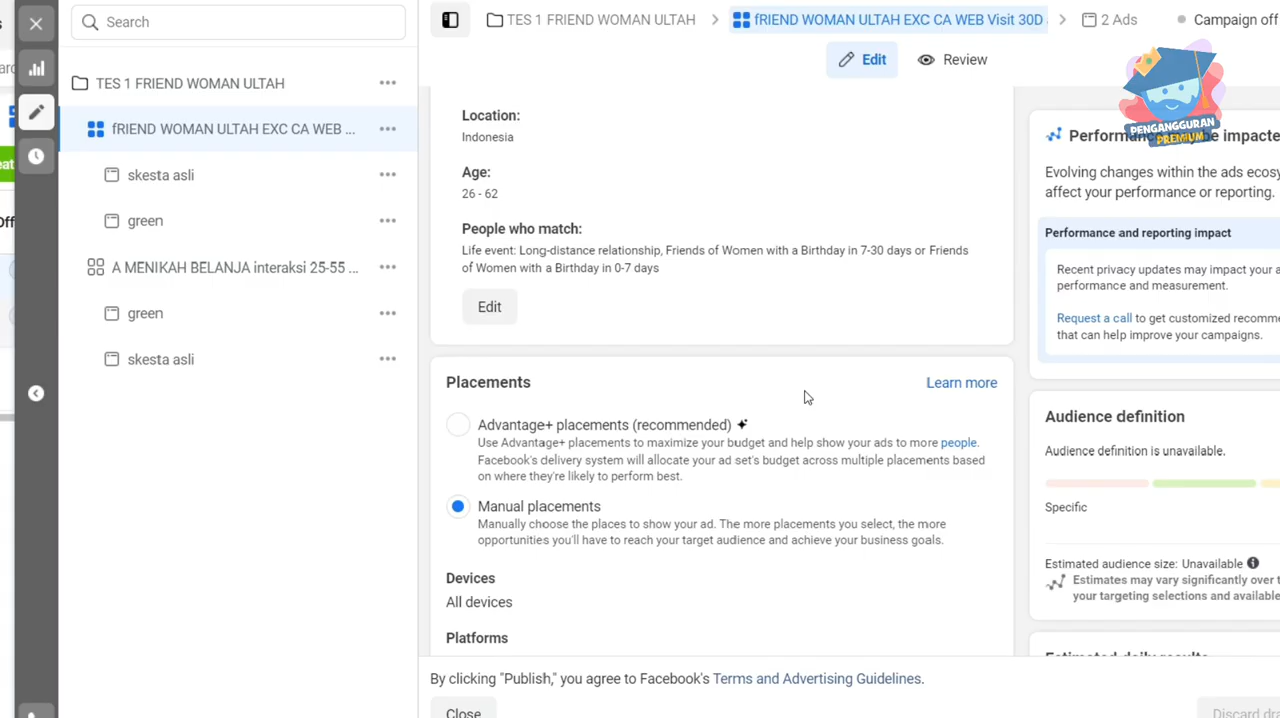 Search
TES 1 FRIEND WOMAN ULTAH
fRIEND WOMAN ULTAH EXC CA WEB Visit 30D
2 Ads
Campaign off
Edit
Review
TES 1 FRIEND WOMAN ULTAH
fRIEND WOMAN ULTAH EXC CA WEB ...
skesta asli
green
A MENIKAH BELANJA interaksi 25-55 ...
green
skesta asli
Off
Location:
Indonesia
Age:
26 - 62
People who match:
Life event: Long-distance relationship, Friends of Women with a Birthday in 7-30 days or Friends
of Women with a Birthday in 0-7 days
Edit
Placements
Learn more
Advantage+ placements (recommended)
Use Advantage+ placements to maximize your budget and help show your ads to more people.
Facebook's delivery system will allocate your ad set's budget across multiple placements based
on where they're likely to perform best.
Manual placements
Manually choose the places to show your ad. The more placements you select, the more
opportunities you'll have to reach your target audience and achieve your business goals.
Devices
All devices
Platforms
By clicking "Publish," you agree to Facebook's Terms and Advertising Guidelines.
Close
Discard dra
PENGANGGURAN
PREMIUM
be impacte
Evolving changes within the ads ecosy
affect your performance or reporting.
Performance and reporting impact
Recent privacy updates may impact your a
performance and measurement.
Request a call to get customized recomme
that can help improve your campaigns.
Audience definition
Audience definition is unavailable.
Specific
Estimated audience size: Unavailable
Estimates may vary significantly over t
your targeting selections and available
Estimated daily results